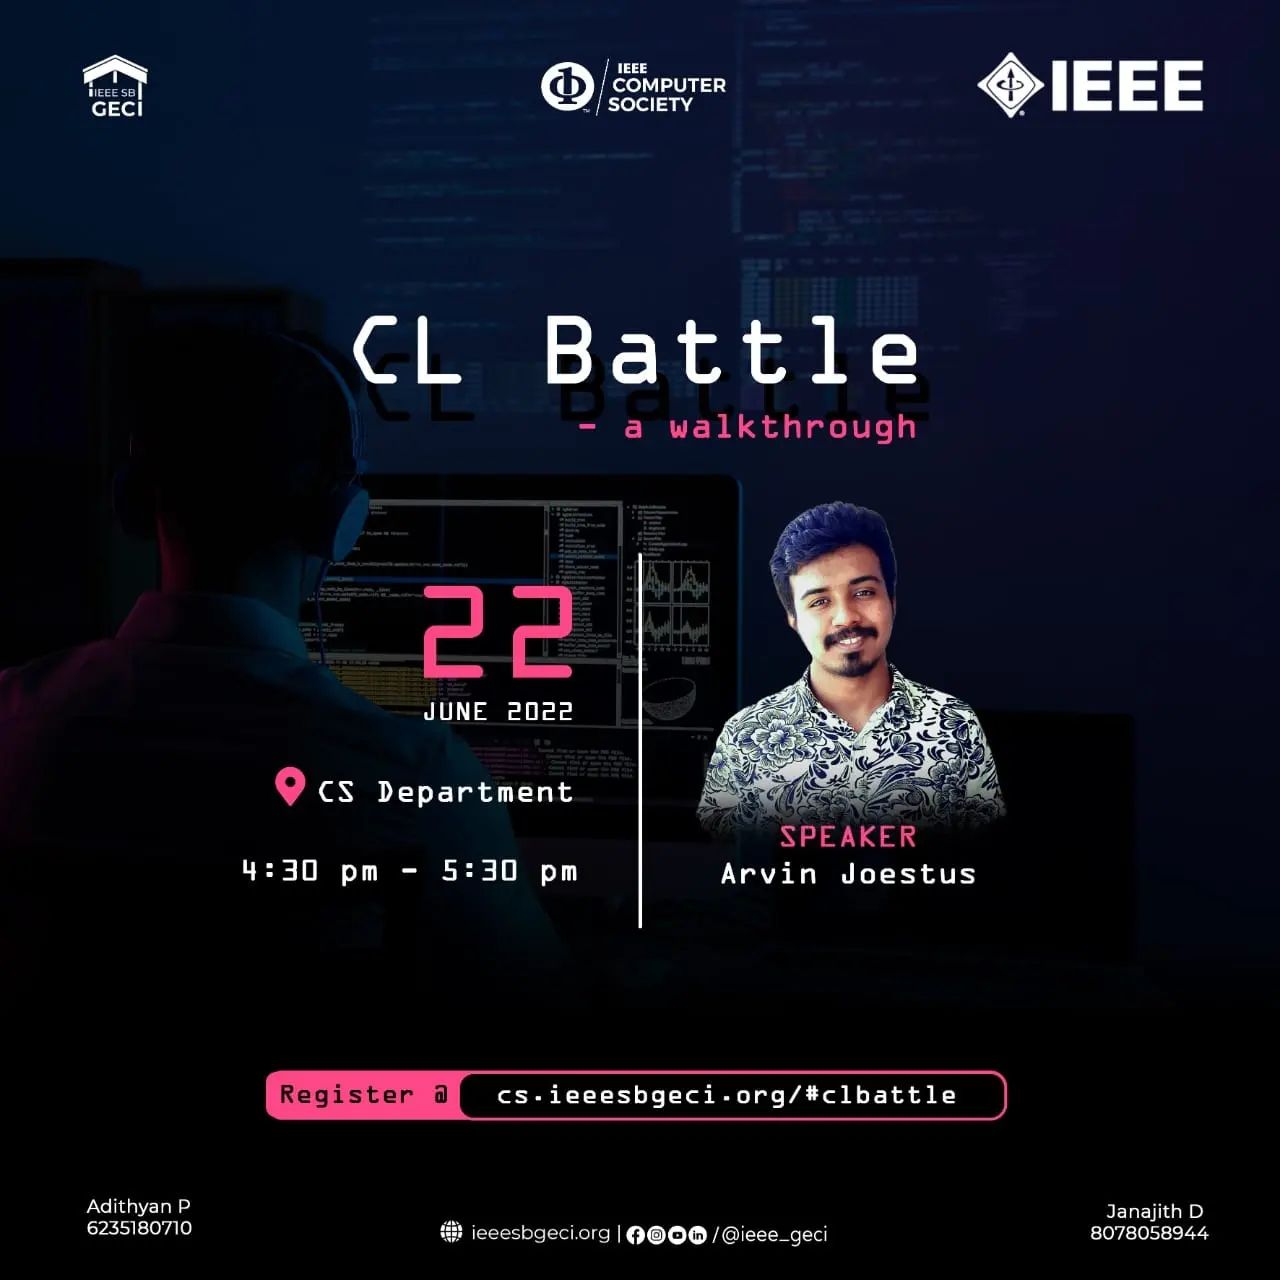 IEEE SB
GECI
IEEE
COMPUTER
SOCIETY
IEEE
CL Battle
- a walkthrough
22
JUNE 2022
CS Department
4:30 pm - 5:30 pm
SPEAKER
Arvin Joestus
Register @ cs.ieeesbgeci.org/#clbattle
Adithyan P
6235180710
ieeesbgeci.org | /@ieee_geci
Janajith D
8078058944